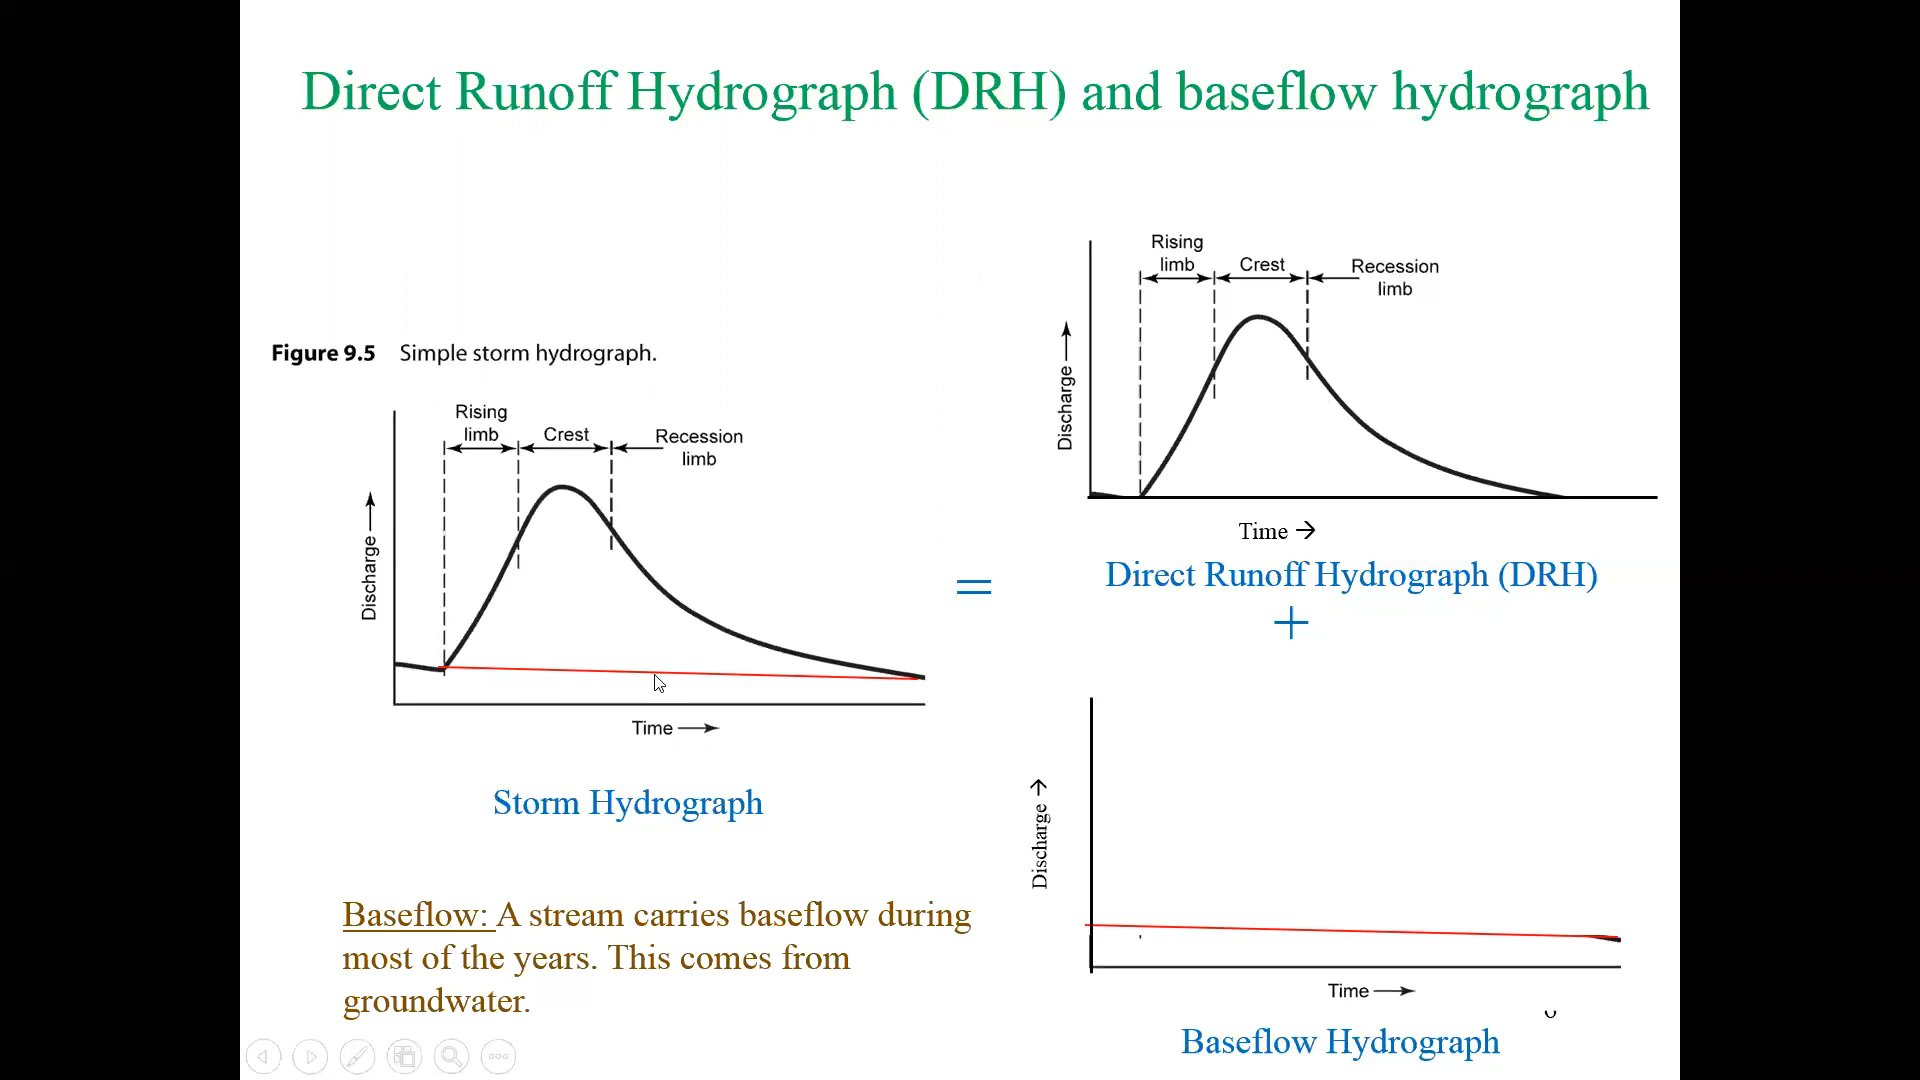 Direct Runoff Hydrograph (DRH) and baseflow hydrograph
Figure 9.5 Simple storm hydrograph.
Rising
limb
Crest
Recession
limb
Discharge
Time
Storm Hydrograph
=
Rising
limb
Crest
Recession
limb
Discharge
Time →
Direct Runoff Hydrograph (DRH)
+
Discharge →
Time
Baseflow Hydrograph
Baseflow: A stream carries baseflow during
most of the years. This comes from
groundwater.